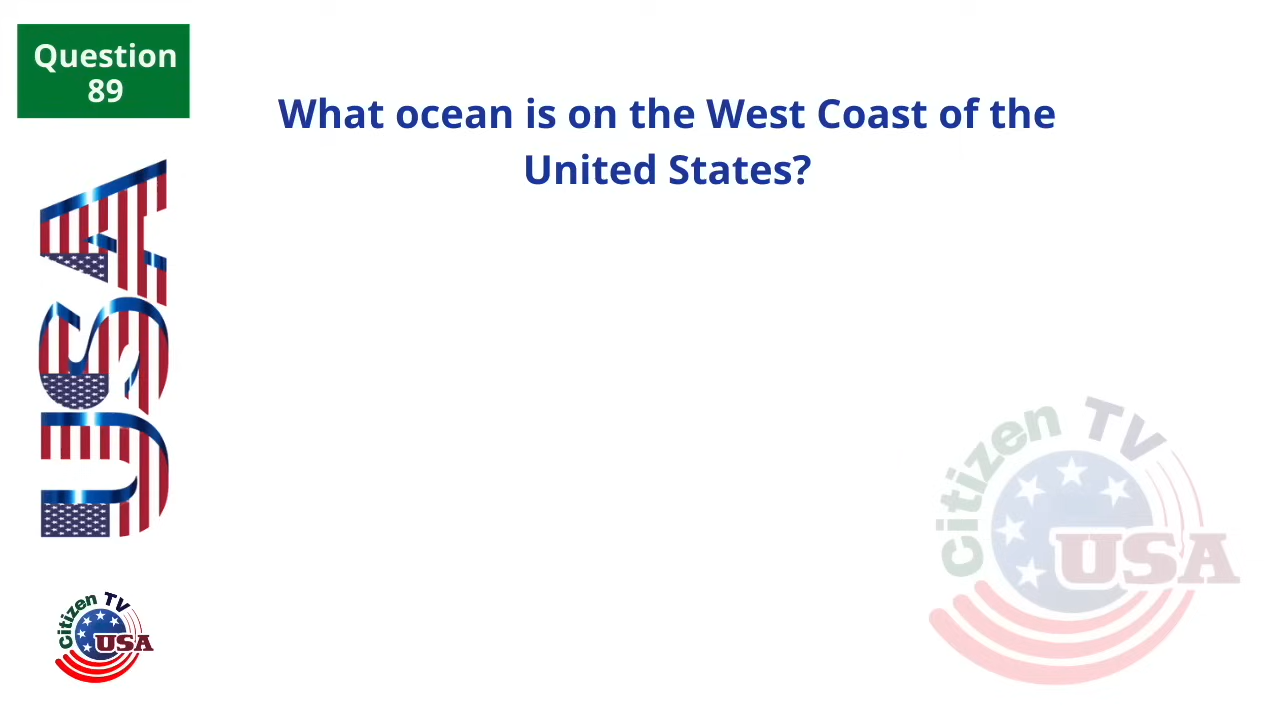 Question
89
What ocean is on the West Coast of the
United States?
USA
Citizen TV
USA
Citizen TV
USA